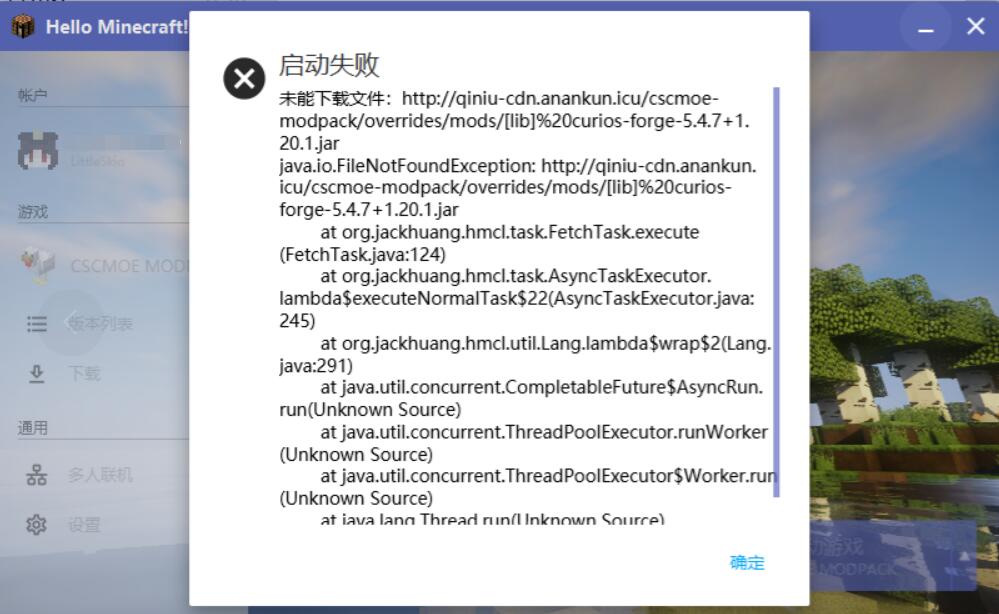 Hello Minecraft!
启动失败
未能下载文件：http://qiniu-cdn.anankun.icu/cscmoe-
modpack/overrides/mods/[lib]%20curios-forge-5.4.7+1.
20.1.jar
java.io.FileNotFoundException: http://qiniu-cdn.anankun.
icu/cscmoe-modpack/overrides/mods/[lib]%20curios-
forge-5.4.7+1.20.1.jar
at org.jackhuang.hmcl.task.FetchTask.execute
(FetchTask.java:124)
at org.jackhuang.hmcl.task.AsyncTaskExecutor.
lambda$executeNormalTask$22(AsyncTaskExecutor.java:
245)
at org.jackhuang.hmcl.util.Lang.lambda$wrap$2(Lang.
java:291)
at java.util.concurrent.CompletableFuture$AsyncRun.
run(Unknown Source)
at java.util.concurrent.ThreadPoolExecutor.runWorker
(Unknown Source)
at java.util.concurrent.ThreadPoolExecutor$Worker.run
(Unknown Source)
at java.lang.Thread.run(Unknown Source)
确定
帐户
LittleSkin
游戏
CSCMOE MOD
版本列表
下载
通用
多人联机
设置
动游戏
MODPACK